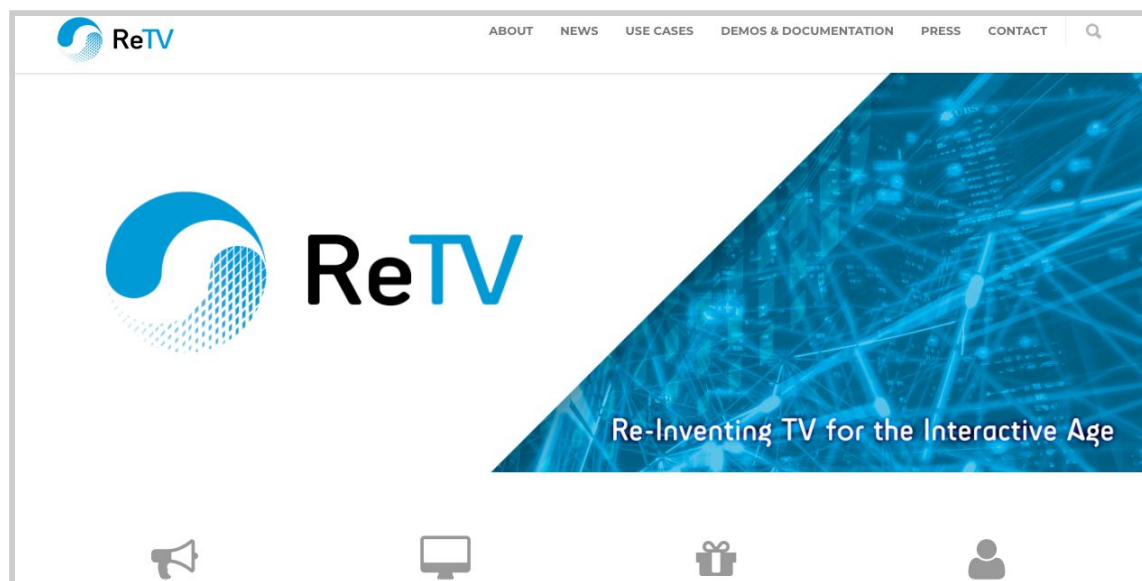 ReTV
ABOUT NEWS USE CASES DEMOS & DOCUMENTATION PRESS CONTACT
ReTV
Re-Inventing TV for the Interactive Age